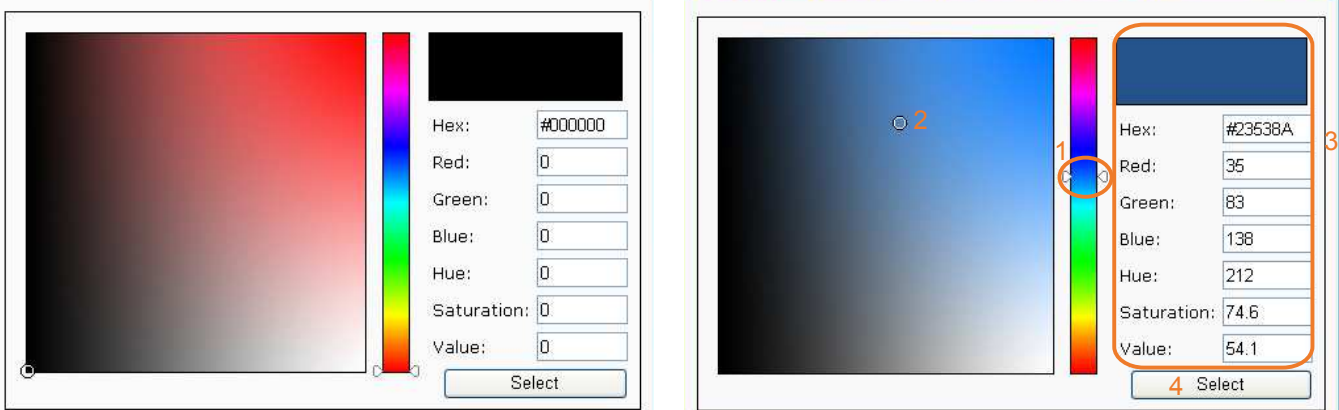 Hex: #000000
Red: 0
Green: 0
Blue: 0
Hue: 0
Saturation: 0
Value: 0
Select
1
2
3
Hex: #23538A
Red: 35
Green: 83
Blue: 138
Hue: 212
Saturation: 74.6
Value: 54.1
4 Select